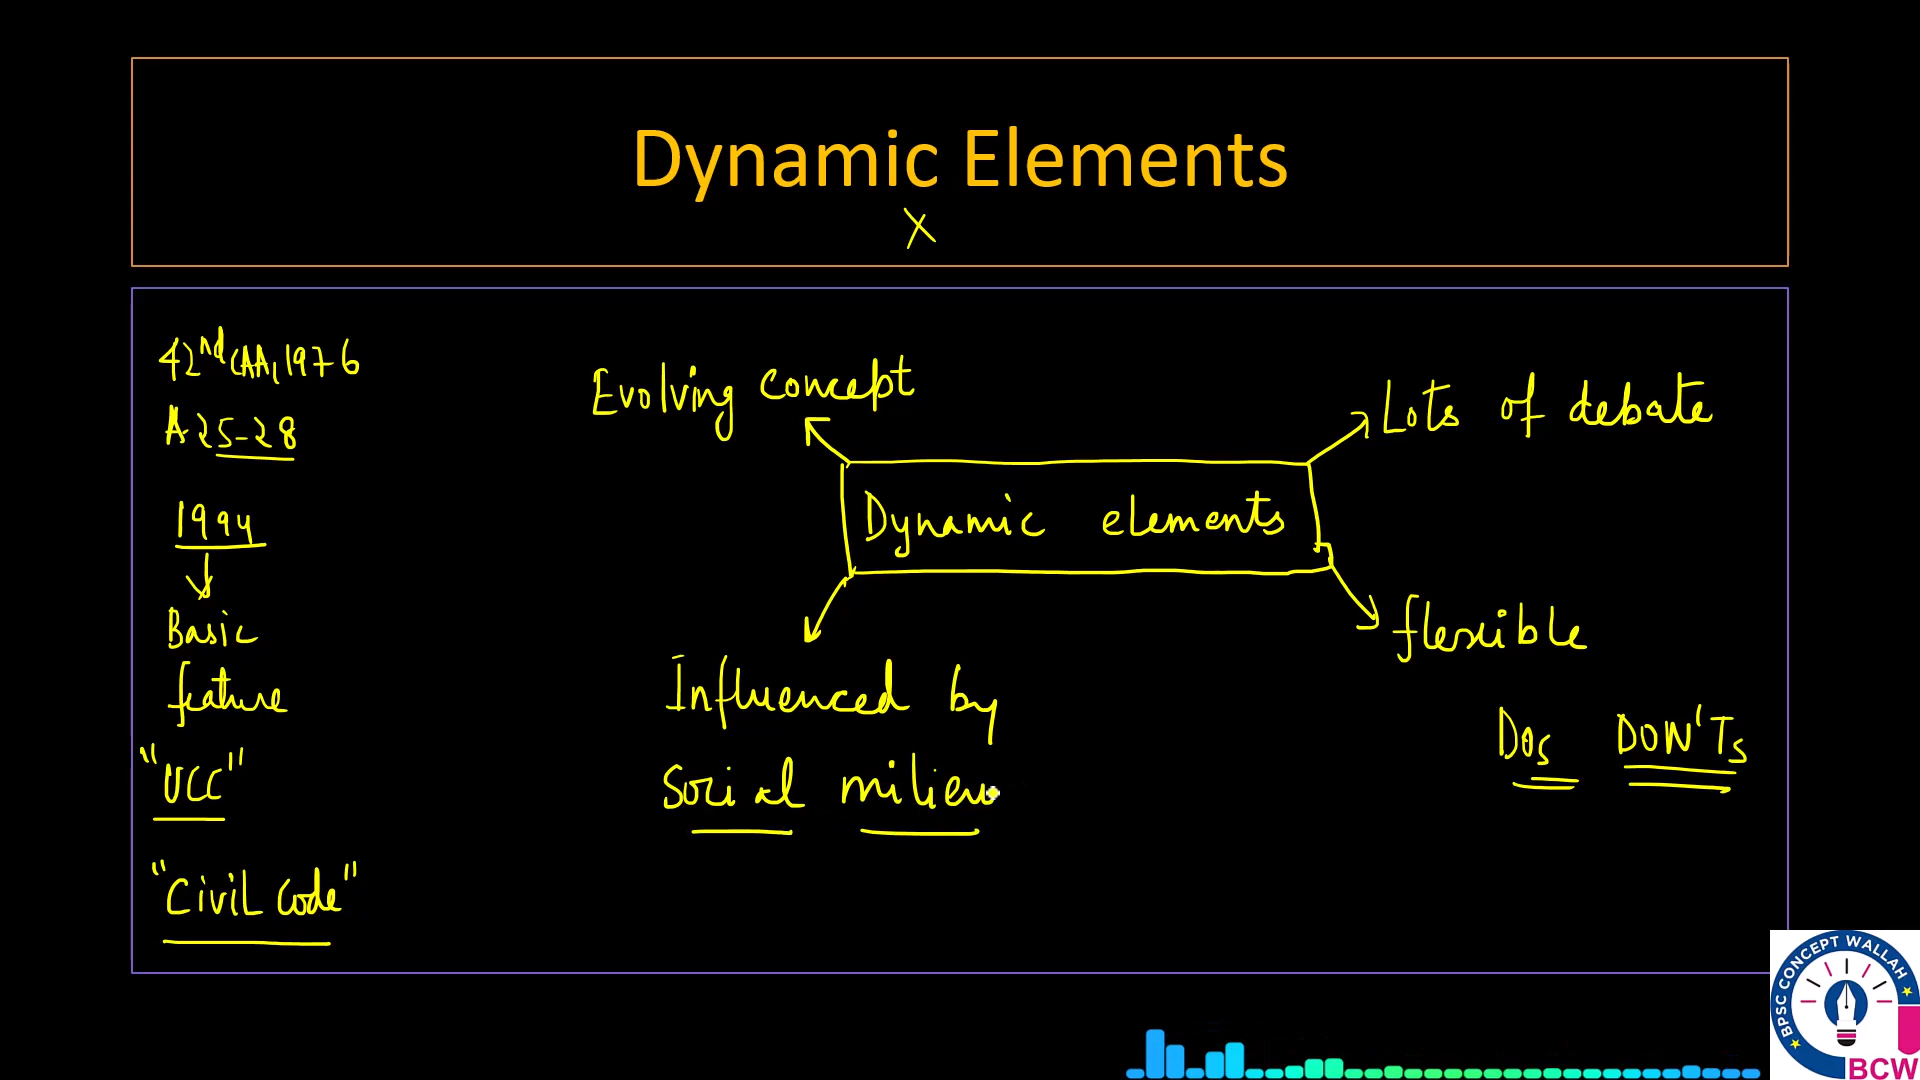 Dynamic Elements
X
42nd CAA, 1976
A 25-28
1994
Basic
feature
"UCC"
"Civil Code"
Evolving concept
Lots of debate
Dynamic elements
Influenced by
Social milieu
flexible
Dos DON'Ts
BPSC CONCEPT WALLAH
BCW